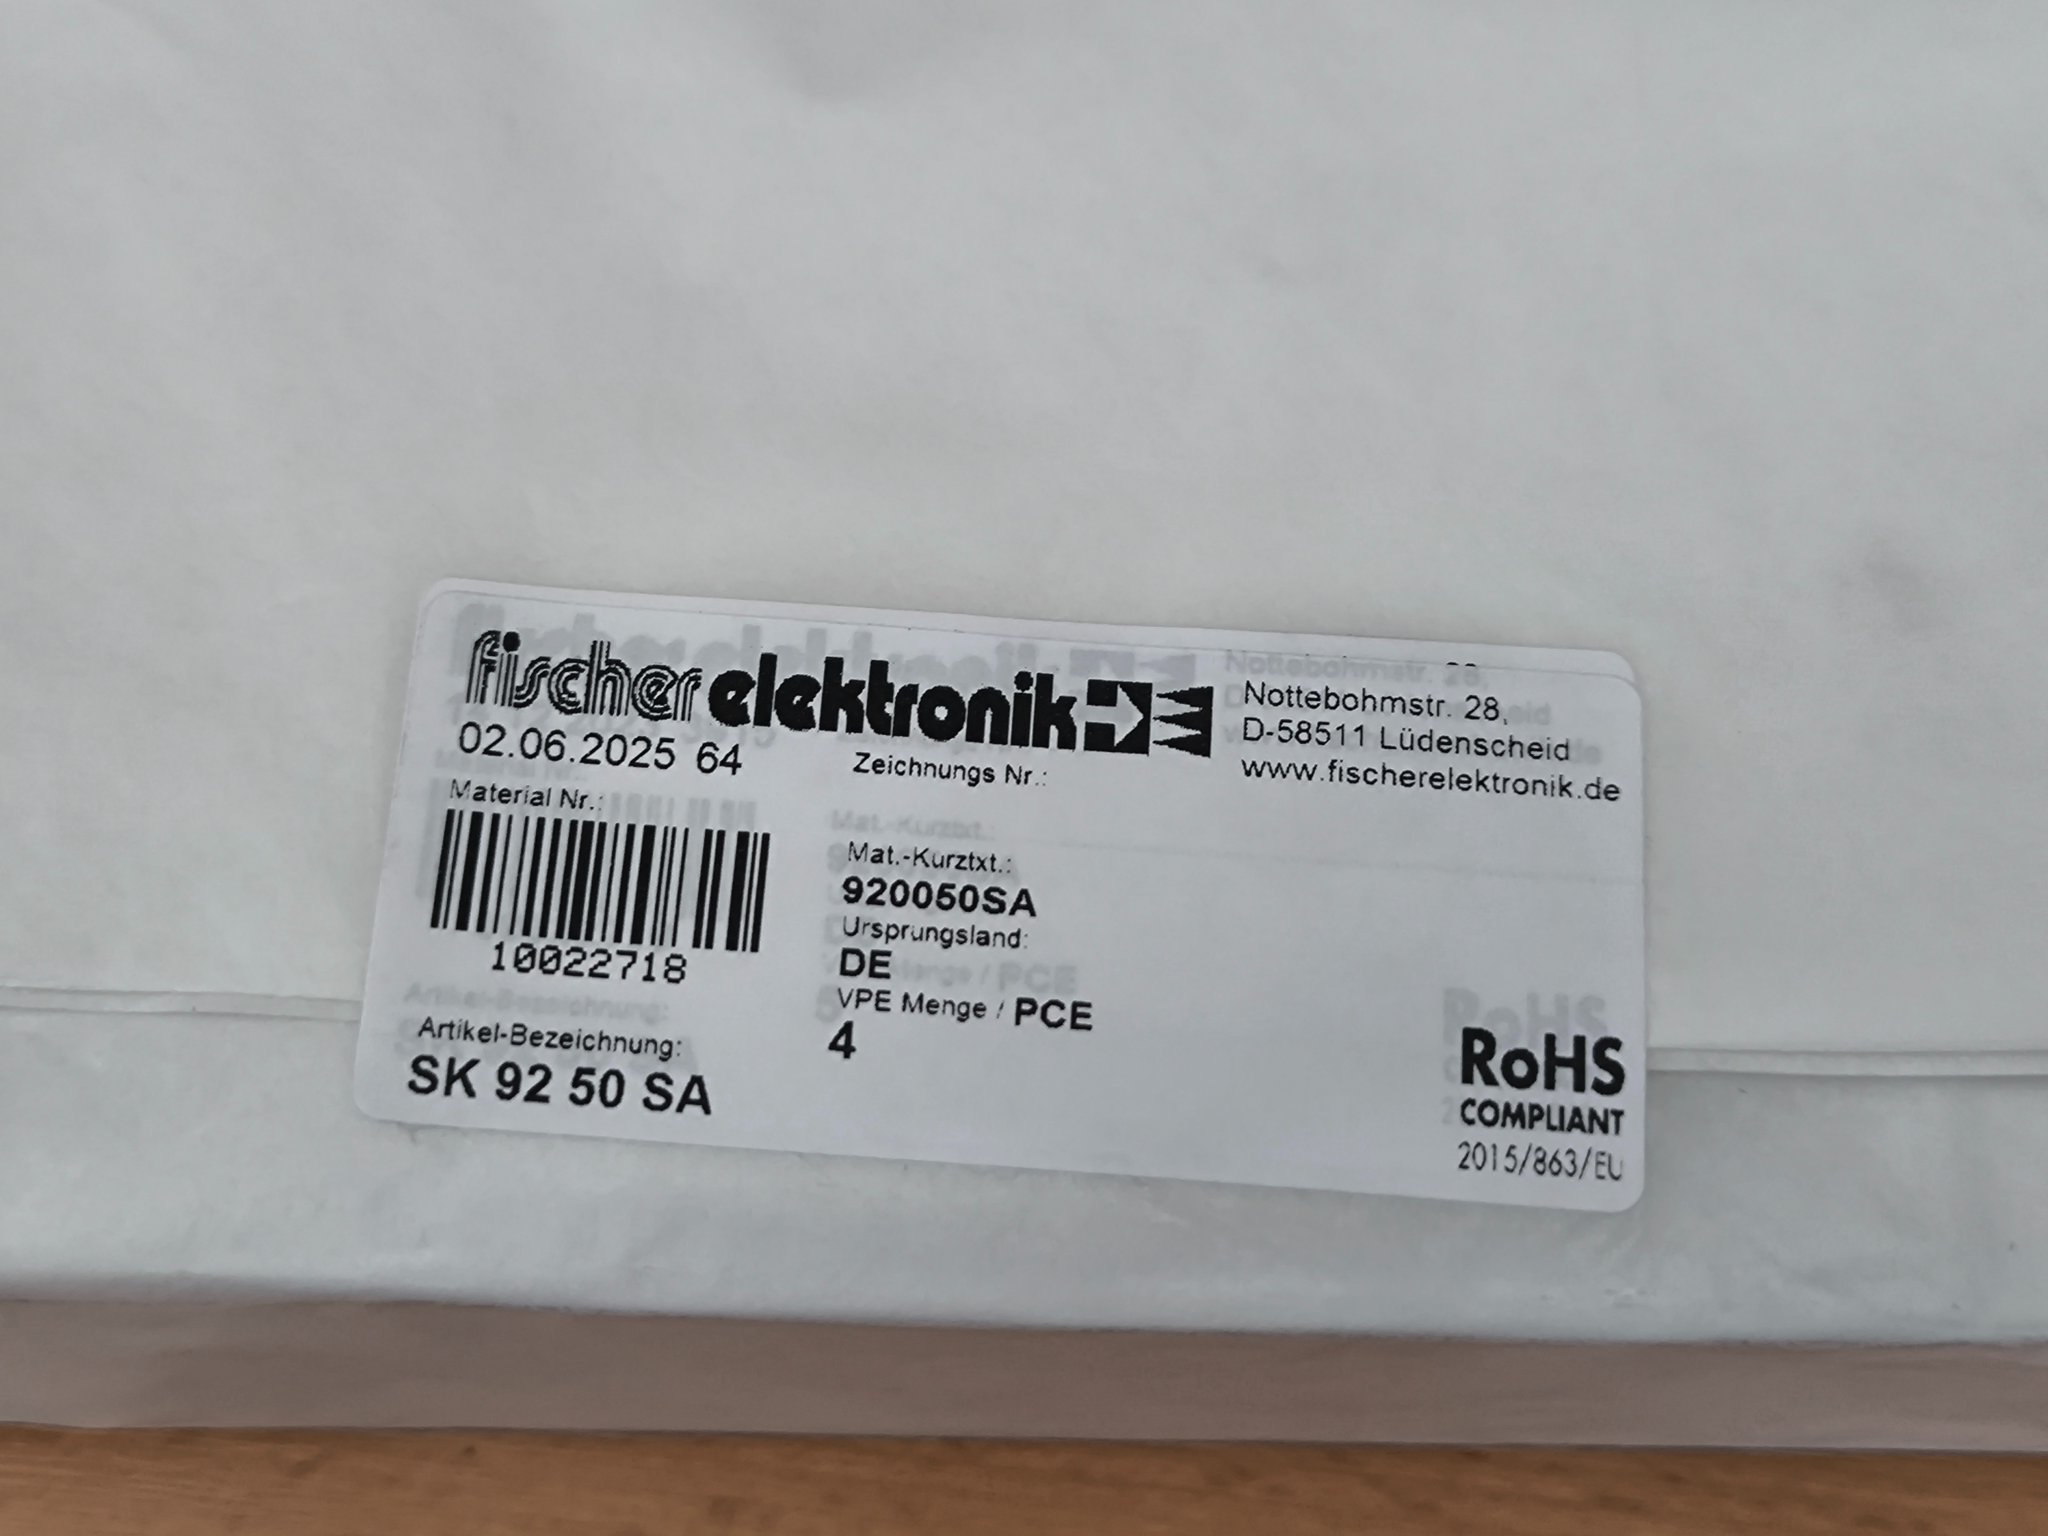 fischer elektronik
Nottebohmstr. 28,
D-58511 Lüdenscheid
www.fischerelektronik.de
02.06.2025 64
Zeichnungs Nr.:
Material Nr.:
10022718
Mat.-Kurztxt.:
920050SA
Ursprungsland:
DE
VPE Menge / PCE
4
Artikel-Bezeichnung:
SK 92 50 SA
RoHS
COMPLIANT
2015/863/EU